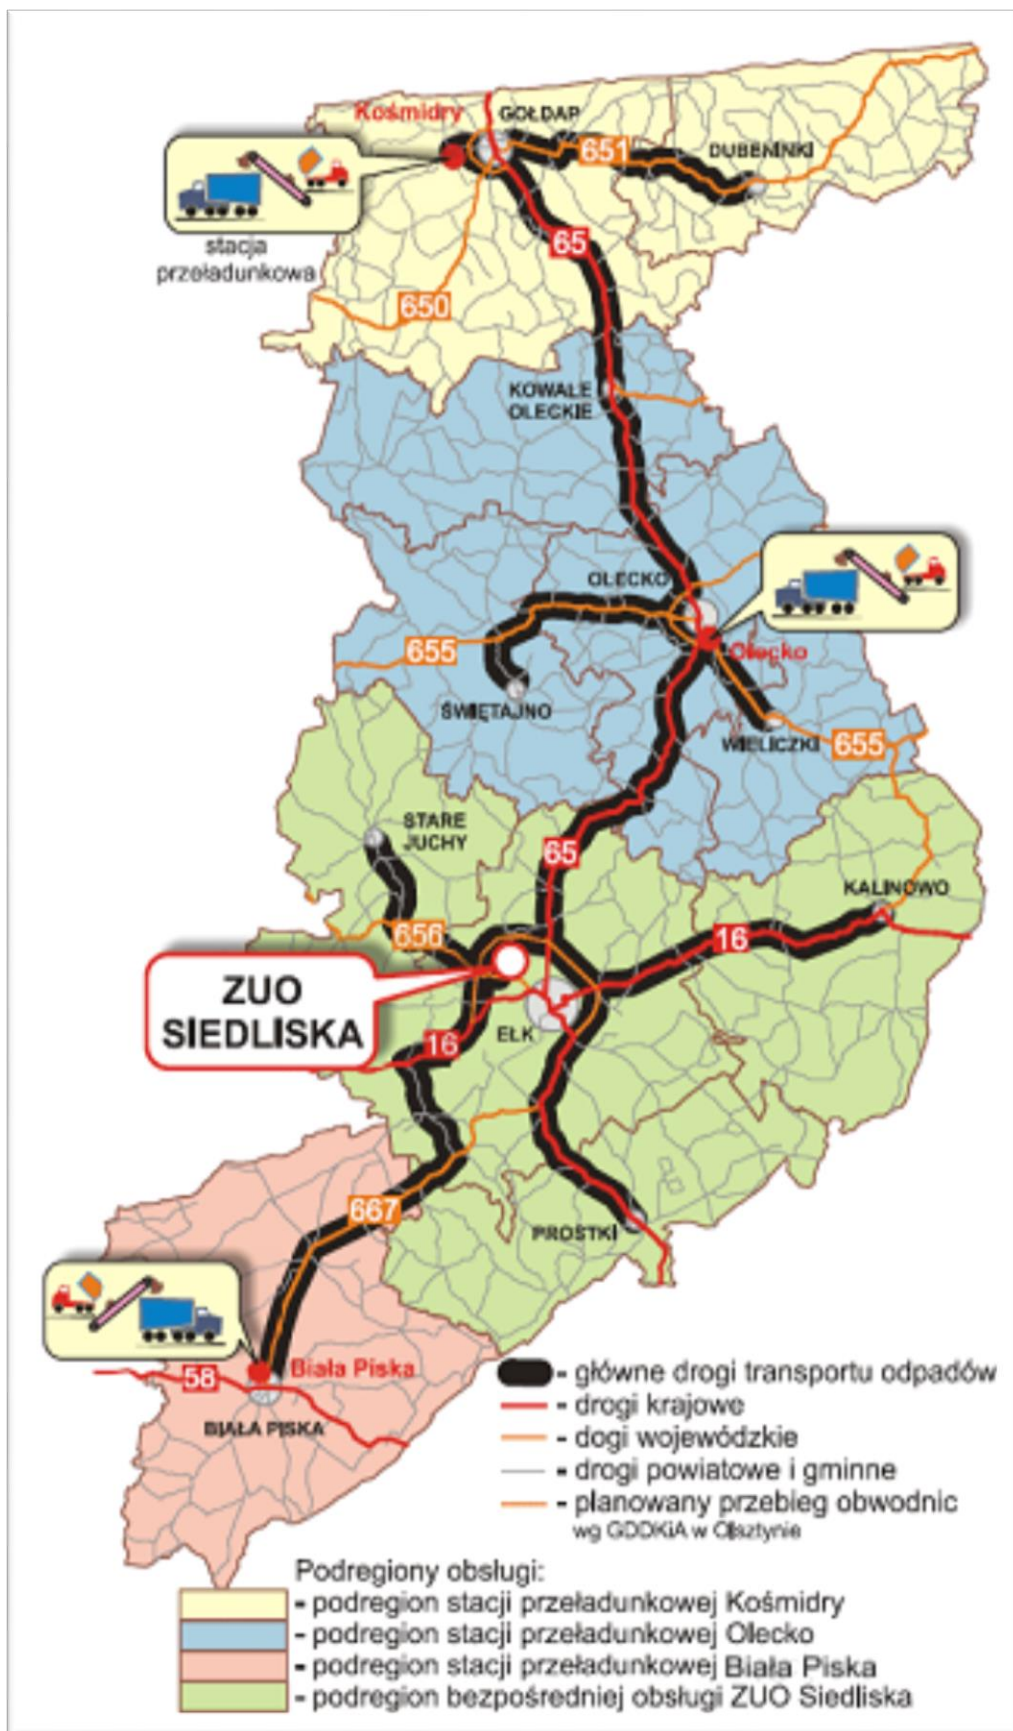 Kośmidry
GOŁDAP
651
DUBENINKI
stacja
przeładunkowa
65
650
KOWALE
OLECKIE
OLECKO
Olecko
655
ŚWIĘTAJNO
WIELICZKI
655
STARE
JUCHY
65
KALINOWO
656
16
ZUO
SIEDLISKA
EŁK
16
667
PROSTKI
Biała Piska
58
BIAŁA PISKA
- główne drogi transportu odpadów
- drogi krajowe
- dogi wojewódzkie
- drogi powiatowe i gminne
- planowany przebieg obwodnic
wg GDDKiA w Olsztynie
Podregiony obsługi:
- podregion stacji przeładunkowej Kośmidry
- podregion stacji przeładunkowej Olecko
- podregion stacji przeładunkowej Biała Piska
- podregion bezpośredniej obsługi ZUO Siedliska